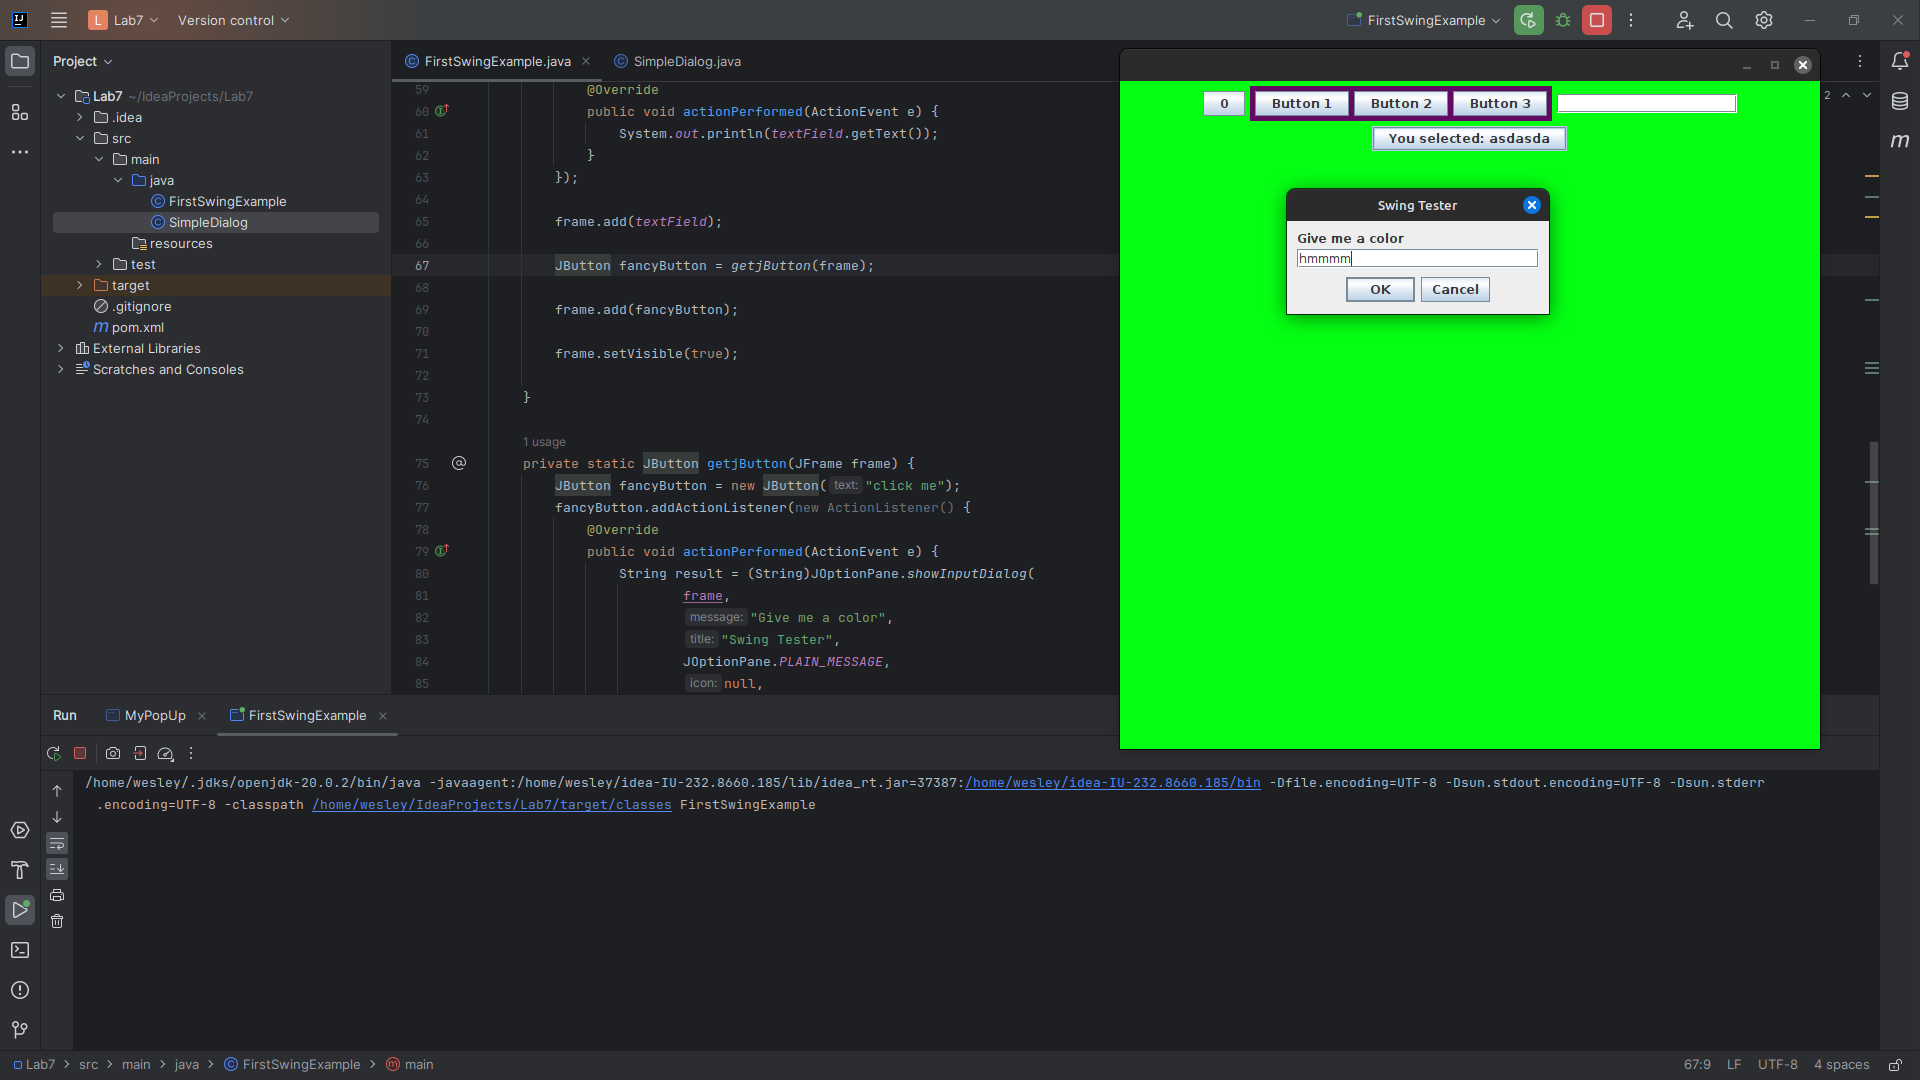 L Lab7 Version control FirstSwingExample
Project
Lab7 ~/IdeaProjects/Lab7
.idea
src
main
java
FirstSwingExample
SimpleDialog
resources
test
target
.gitignore
m pom.xml
External Libraries
Scratches and Consoles
FirstSwingExample.java SimpleDialog.java
59 @Override
60 public void actionPerformed(ActionEvent e) {
61 System.out.println(textField.getText());
62 }
63 });
64
65 frame.add(textField);
66
67 JButton fancyButton = getjButton(frame);
68
69 frame.add(fancyButton);
70
71 frame.setVisible(true);
72
73 }
74
1 usage
75 @ private static JButton getjButton(JFrame frame) {
76 JButton fancyButton = new JButton( text: "click me");
77 fancyButton.addActionListener(new ActionListener() {
78 @Override
79 public void actionPerformed(ActionEvent e) {
80 String result = (String)JOptionPane.showInputDialog(
81 frame,
82 message: "Give me a color",
83 title: "Swing Tester",
84 JOptionPane.PLAIN_MESSAGE,
85 icon: null,
2
m
0 Button 1 Button 2 Button 3
You selected: asdasda
Swing Tester
Give me a color
hmmmm
OK Cancel
Run MyPopUp FirstSwingExample
/home/wesley/.jdks/openjdk-20.0.2/bin/java -javaagent:/home/wesley/idea-IU-232.8660.185/lib/idea_rt.jar=37387:/home/wesley/idea-IU-232.8660.185/bin -Dfile.encoding=UTF-8 -Dsun.stdout.encoding=UTF-8 -Dsun.stderr
.encoding=UTF-8 -classpath /home/wesley/IdeaProjects/Lab7/target/classes FirstSwingExample
Lab7 > src > main > java > FirstSwingExample > main 67:9 LF UTF-8 4 spaces